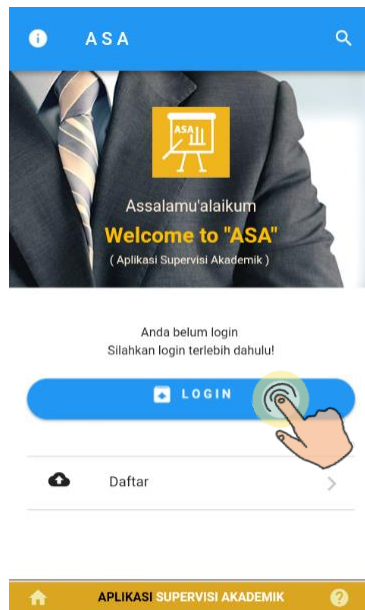 A S A
ASA
Assalamu'alaikum
Welcome to "ASA"
( Aplikasi Supervisi Akademik )
Anda belum login
Silahkan login terlebih dahulu!
LOGIN
Daftar
APLIKASI SUPERVISI AKADEMIK